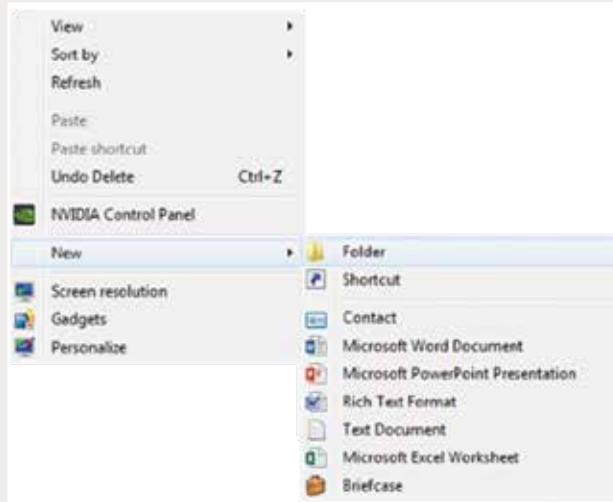 View
Sort by
Refresh
Paste
Paste shortcut
Undo Delete Ctrl+Z
NVIDIA Control Panel
New
Screen resolution
Gadgets
Personalize
Folder
Shortcut
Contact
Microsoft Word Document
Microsoft PowerPoint Presentation
Rich Text Format
Text Document
Microsoft Excel Worksheet
Briefcase